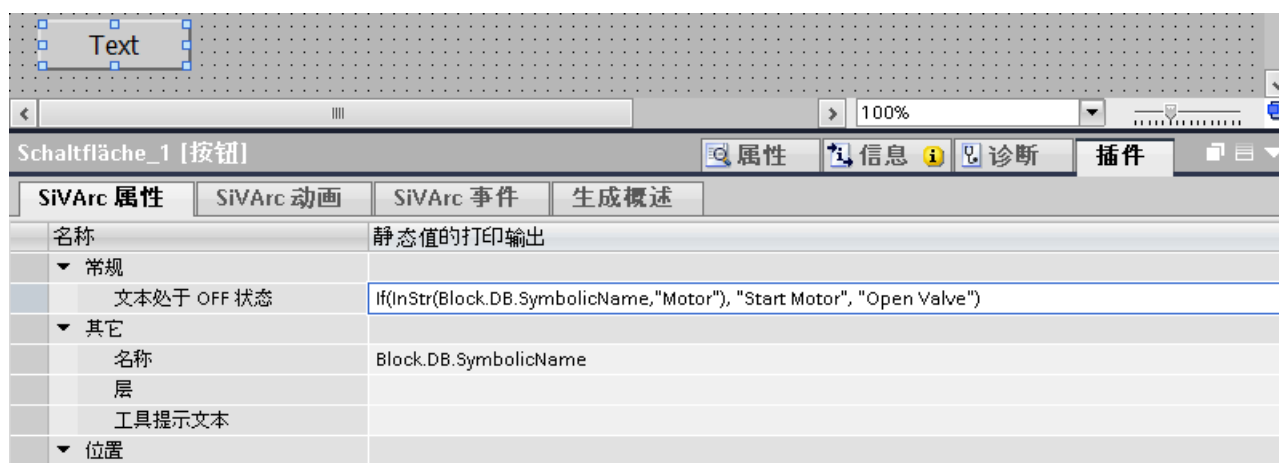 Text
100%
Schaltfläche_1 [按钮] 属性 信息 诊断 插件
SiVArc 属性 SiVArc 动画 SiVArc 事件 生成概述
名称 静态值的打印输出
常规
文本处于 OFF 状态 If(InStr(Block.DB.SymbolicName,"Motor"), "Start Motor", "Open Valve")
其它
名称 Block.DB.SymbolicName
层
工具提示文本
位置